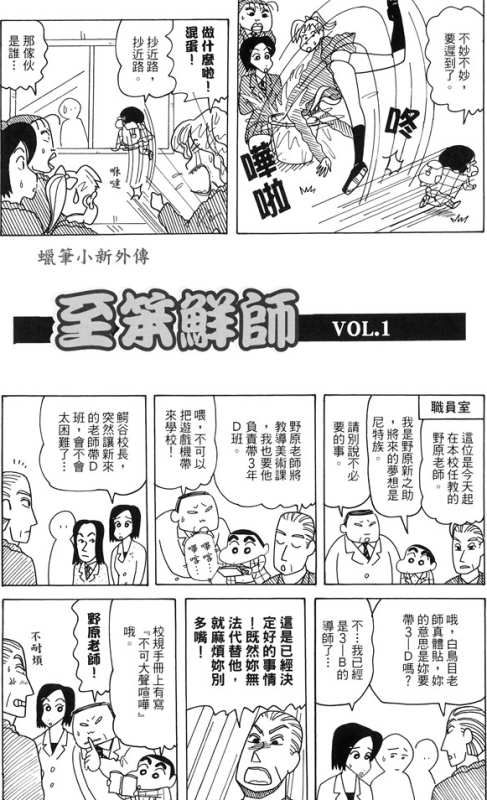 不妙不妙，
要遲到了。
咚
嘩啦
做什麼啦！
混蛋！
抄近路，
抄近路。
那傢伙
是誰…
咻噠
蠟筆小新外傳
至笨鮮師
VOL.1
職員室
這位是今天起
在本校任教的
野原老師。
我是野原新之助
，將來的夢想是
尼特族。
請別說不必
要的事。
野原老師將
教導美術課
，我也要他
負責帶3年
D班。
喂，不可以
把遊戲機帶
來學校！
鰐谷校長，
突然讓新來
的老師帶D
班，會不會
太困難了…
哦，白鳥目老
師真體貼，妳
的意思是妳要
帶3—D嗎？
不…我已經
是3—B的
導師了…
這是已經決
定好的事情
！既然妳無
法代替他，
就麻煩妳別
多嘴！
校規手冊上有寫
『不可大聲喧嘩』
哦。
野原老師！
不耐煩